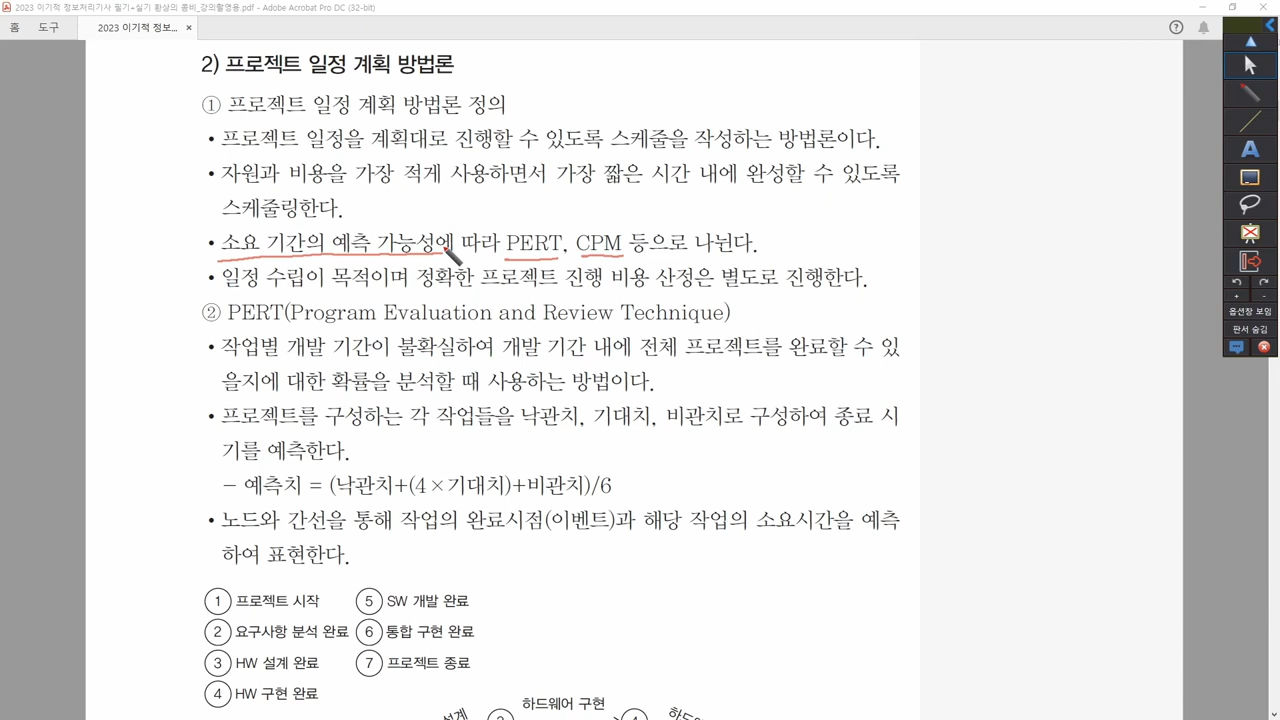 2023 이기적 정보처리기사 필기+실기 환상의 콤비_강의촬영용.pdf - Adobe Acrobat Pro DC (32-bit)
홈 도구 2023 이기적 정보... ×
2) 프로젝트 일정 계획 방법론
① 프로젝트 일정 계획 방법론 정의
• 프로젝트 일정을 계획대로 진행할 수 있도록 스케줄을 작성하는 방법론이다.
• 자원과 비용을 가장 적게 사용하면서 가장 짧은 시간 내에 완성할 수 있도록
스케줄링한다.
• 소요 기간의 예측 가능성에 따라 PERT, CPM 등으로 나뉜다.
• 일정 수립이 목적이며 정확한 프로젝트 진행 비용 산정은 별도로 진행한다.
② PERT(Program Evaluation and Review Technique)
• 작업별 개발 기간이 불확실하여 개발 기간 내에 전체 프로젝트를 완료할 수 있
을지에 대한 확률을 분석할 때 사용하는 방법이다.
• 프로젝트를 구성하는 각 작업들을 낙관치, 기대치, 비관치로 구성하여 종료 시
기를 예측한다.
- 예측치 = (낙관치+(4×기대치)+비관치)/6
• 노드와 간선을 통해 작업의 완료시점(이벤트)과 해당 작업의 소요시간을 예측
하여 표현한다.
1 프로젝트 시작 5 SW 개발 완료
2 요구사항 분석 완료 6 통합 구현 완료
3 HW 설계 완료 7 프로젝트 종료
4 HW 구현 완료
하드웨어 구현
옵션창 보임
판서 숨김